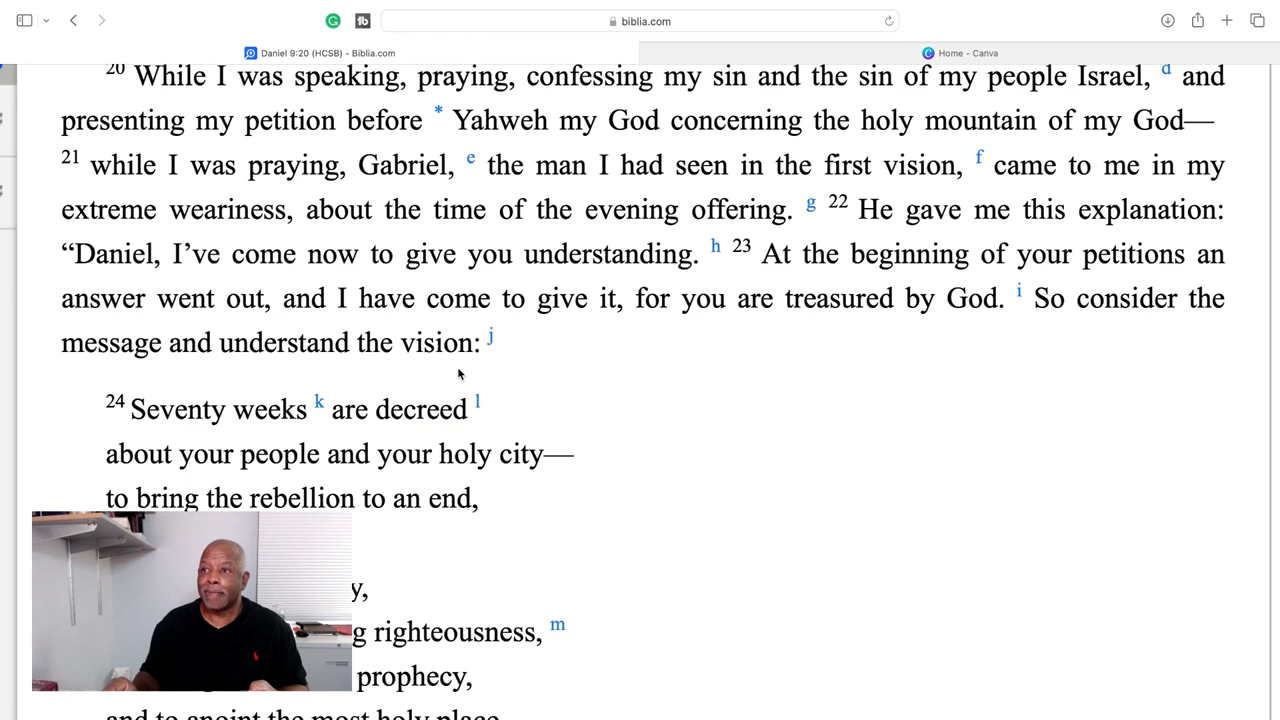 biblia.com
Daniel 9:20 (HCSB) - Biblia.com
Home - Canva
20 While I was speaking, praying, confessing my sin and the sin of my people Israel, d and
presenting my petition before * Yahweh my God concerning the holy mountain of my God—
21 while I was praying, Gabriel, e the man I had seen in the first vision, f came to me in my
extreme weariness, about the time of the evening offering. g 22 He gave me this explanation:
“Daniel, I’ve come now to give you understanding. h 23 At the beginning of your petitions an
answer went out, and I have come to give it, for you are treasured by God. i So consider the
message and understand the vision: j
24 Seventy weeks k are decreed l
about your people and your holy city—
to bring the rebellion to an end,
y,
g righteousness, m
prophecy,
and to anoint the most holy place